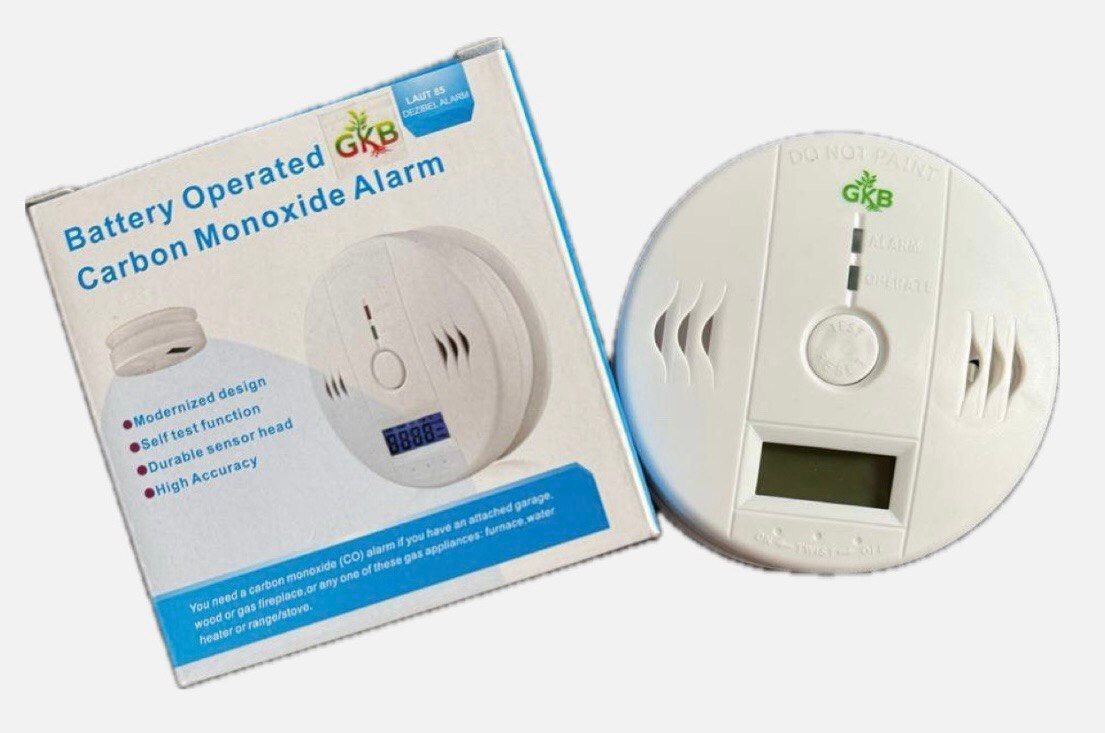 LAUT 85
DEZIBEL ALARM
GKB
Battery Operated
Carbon Monoxide Alarm
Modernized design
Self test function
Durable sensor head
High Accuracy
8888
You need a carbon monoxide (CO) alarm if you have an attached garage.
wood or gas fireplace,or any one of these gas appliances: furnace,water
heater or range/stove.
DO NOT PAINT
GKB
ALARM
OPERATE
TEST